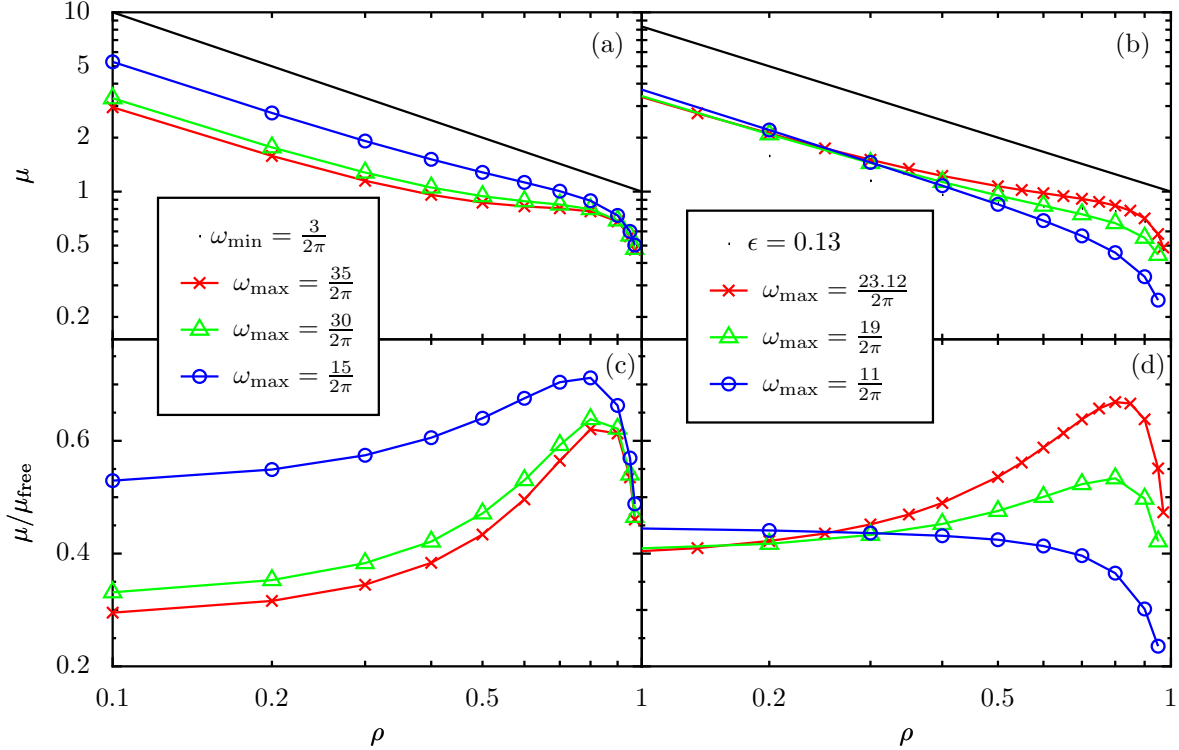 10
5
2
1
0.5
0.2
μ
(a)
(b)
· ω_min = 3/2π
ω_max = 35/2π
ω_max = 30/2π
ω_max = 15/2π
· ϵ = 0.13
ω_max = 23.12/2π
ω_max = 19/2π
ω_max = 11/2π
(c)
(d)
0.6
0.4
0.2
μ/μ_free
0.1
0.2
0.5
1
0.2
0.5
1
ρ
ρ